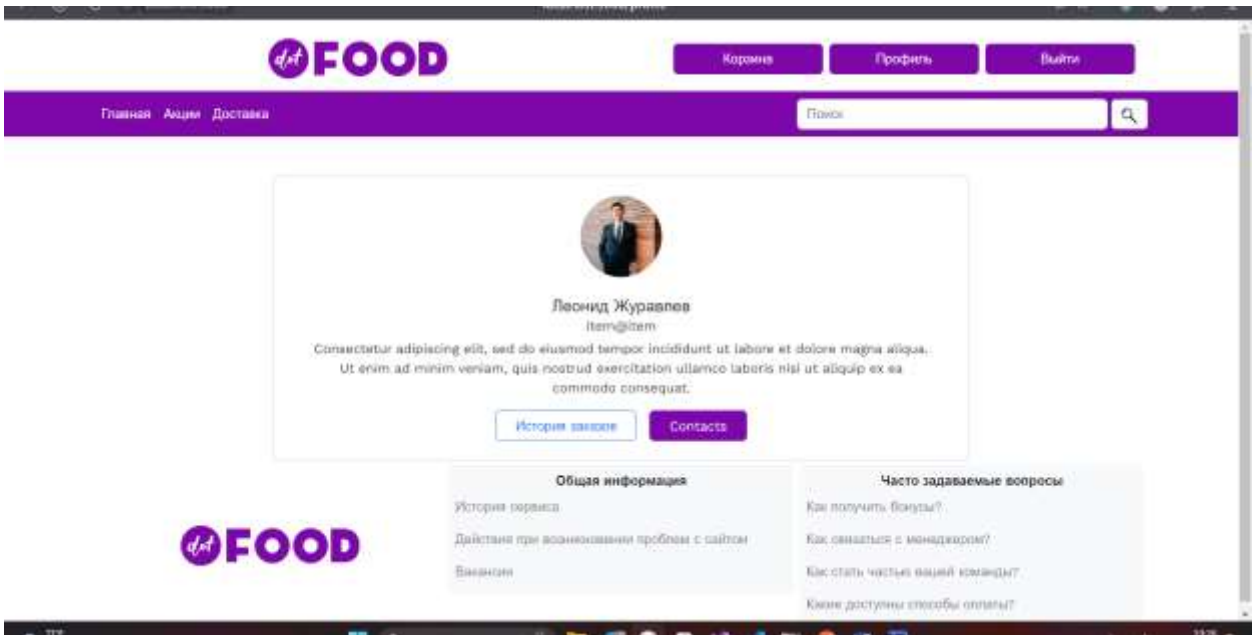 dot FOOD
Корзина Профиль Выйти
Главная Акции Доставка
Поиск
Леонид Журавлев
item@item
Consectetur adipiscing elit, sed do eiusmod tempor incididunt ut labore et dolore magna aliqua.
Ut enim ad minim veniam, quis nostrud exercitation ullamco laboris nisi ut aliquip ex ea
commodo consequat.
История заказов Contacts
Общая информация
История сервиса
Действия при возникновении проблем с сайтом
Вакансии
Часто задаваемые вопросы
Как получить бонусы?
Как связаться с менеджером?
Как стать частью нашей команды?
Какие доступны способы оплаты?
dot FOOD